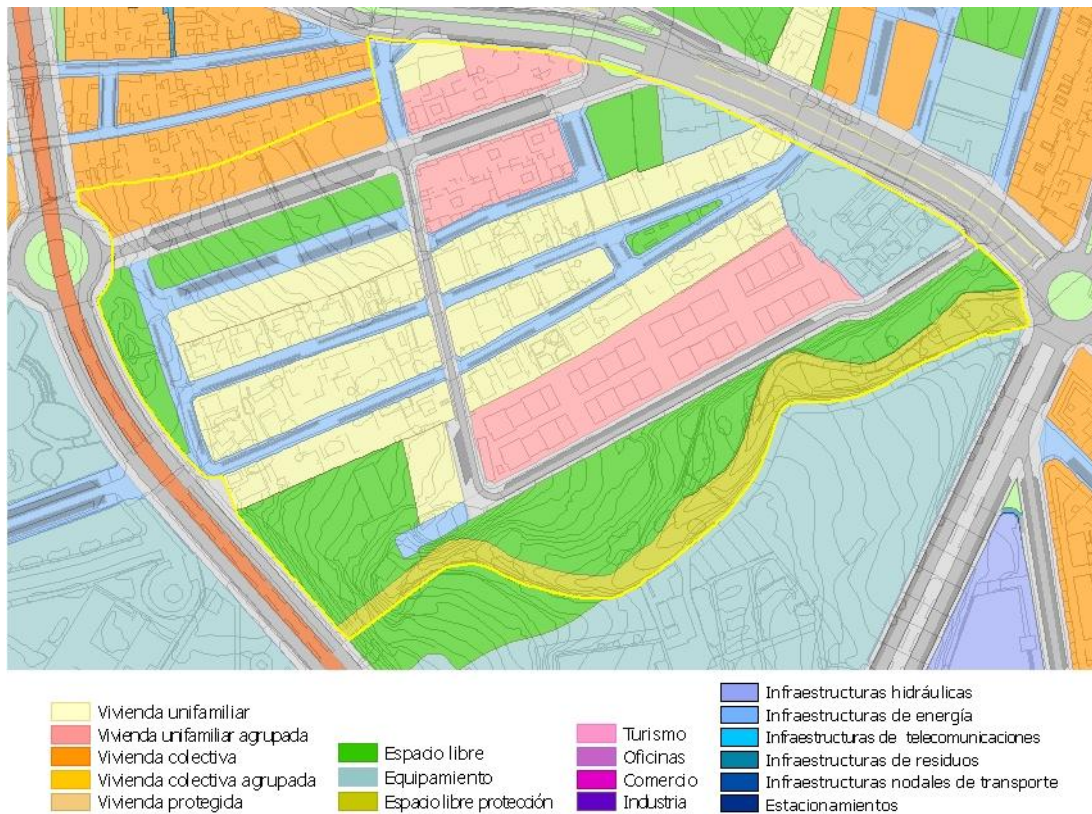 Vivienda unifamiliar
Vivienda unifamiliar agrupada
Vivienda colectiva
Vivienda colectiva agrupada
Vivienda protegida
Espacio libre
Equipamiento
Espacio libre protección
Turismo
Oficinas
Comercio
Industria
Infraestructuras hidráulicas
Infraestructuras de energía
Infraestructuras de telecomunicaciones
Infraestructuras de residuos
Infraestructuras nodales de transporte
Estacionamientos